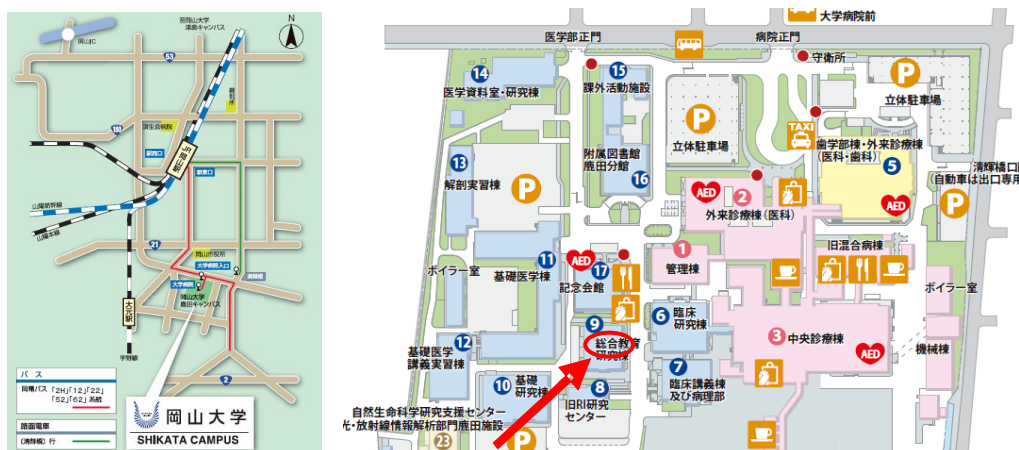 至岡山大学
津島キャンパス
N
岡山IC
53
裁判所
180
済生会病院
岡山駅
駅西口
駅東口
山陽新幹線
山陽本線
21
岡山市役所
大学病院入口
大学病院
清輝橋
岡山大学
鹿田キャンパス
大元駅
宇野線
2
バス
岡電バス「2H」「12」「22」
「52」「62」系統
路面電車
(清輝橋)行
岡山大学
SHIKATA CAMPUS
大学病院前
医学部正門
病院正門
守衛所
14
医学資料室・研究棟
15
課外活動施設
P
立体駐車場
P
立体駐車場
TAXI
歯学部棟・外来診療棟
(医科・歯科)
5
AED
清輝橋口
自動車は出口専用
P
13
解剖実習棟
P
附属図書館
鹿田分館
16
AED
2
外来診療棟(医科)
旧混合病棟
11
基礎医学棟
ボイラー室
AED
17
記念会館
1
管理棟
ボイラー室
6
臨床
研究棟
3
中央診療棟
AED
機械棟
9
総合教育
研究棟
12
基礎医学
講義実習棟
10
基礎
研究棟
8
旧RI研究
センター
7
臨床講義棟
及び病理部
自然生命科学研究支援センター
光・放射線情報解析部門鹿田施設
23
P